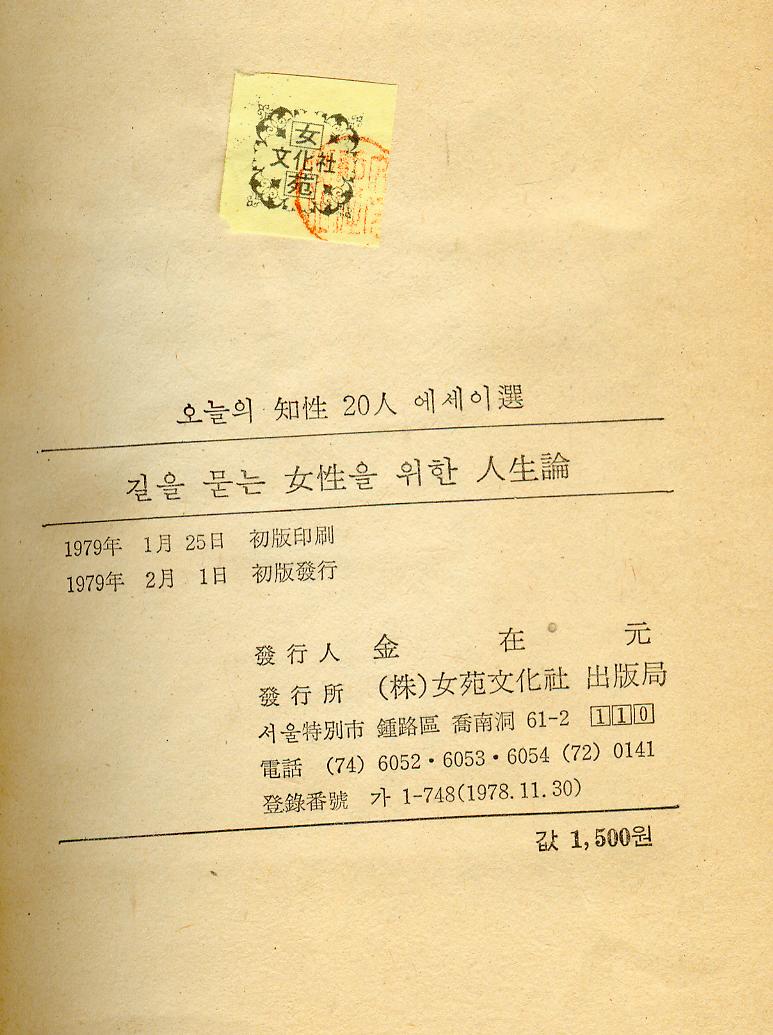 女
文化社
苑
오늘의 知性 20人 에세이選
길을 묻는 女性을 위한 人生論
1979年 1月 25日 初版印刷
1979年 2月 1日 初版發行
發行人 金在元
發行所 (株)女苑文化社 出版局
서울特別市 鍾路區 喬南洞 61-2 110
電話 (74) 6052·6053·6054 (72) 0141
登錄番號 가 1-748(1978.11.30)
값 1,500원